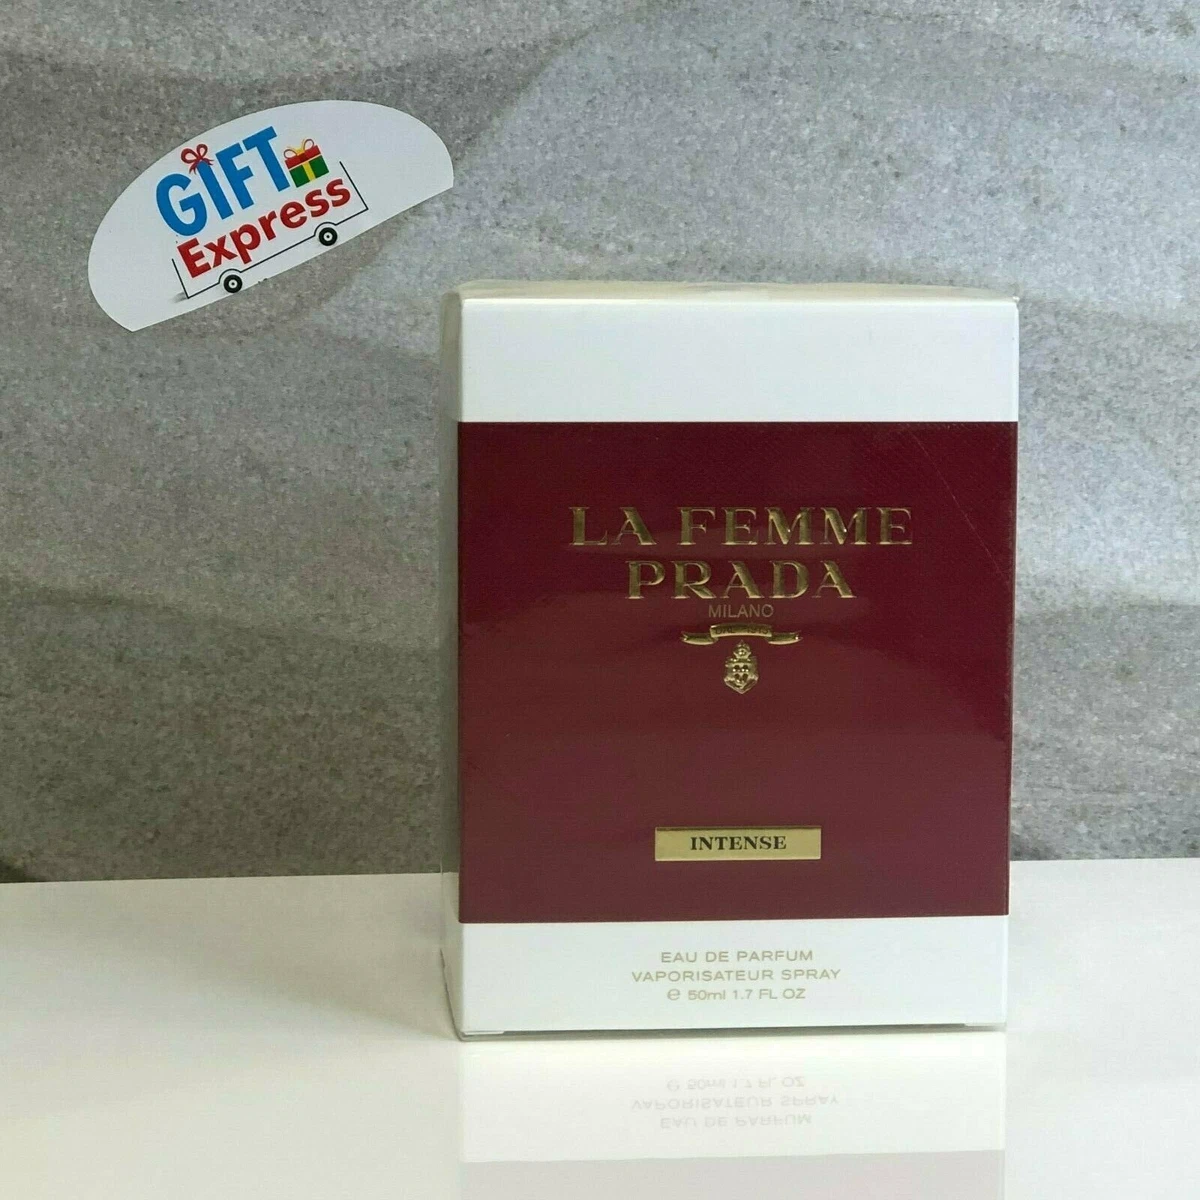 GIFT
Express
LA FEMME
PRADA
MILANO
INTENSE
EAU DE PARFUM
VAPORISATEUR SPRAY
℮ 50ml 1.7 FL OZ